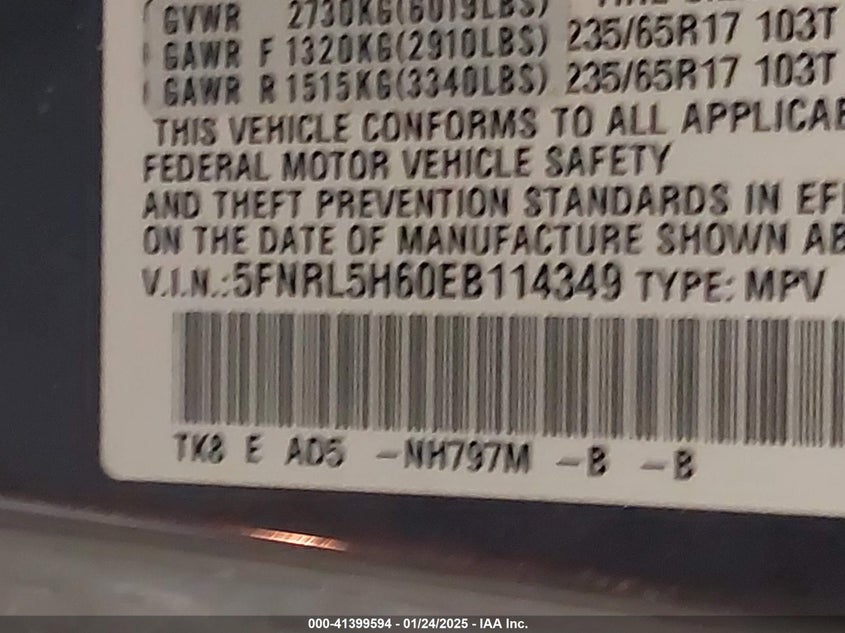 GVWR 2730KG(6019LBS)
GAWR F 1320KG(2910LBS) 235/65R17 103T
GAWR R 1515KG(3340LBS) 235/65R17 103T
THIS VEHICLE CONFORMS TO ALL APPLICAB
FEDERAL MOTOR VEHICLE SAFETY
AND THEFT PREVENTION STANDARDS IN EFF
ON THE DATE OF MANUFACTURE SHOWN AB
V.I.N.:5FNRL5H60EB114349 TYPE: MPV
TK8 E AD5 -NH797M -B -B
000-41399594 - 01/24/2025 - IAA Inc.